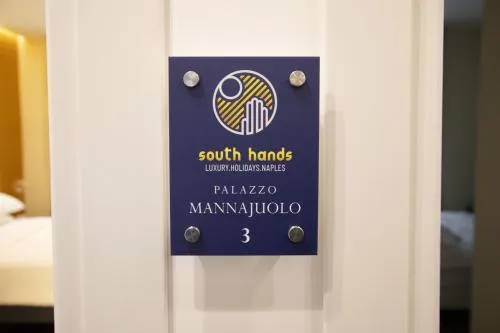 south hands
LUXURY.HOLIDAYS.NAPLES
PALAZZO
MANNAJUOLO
3